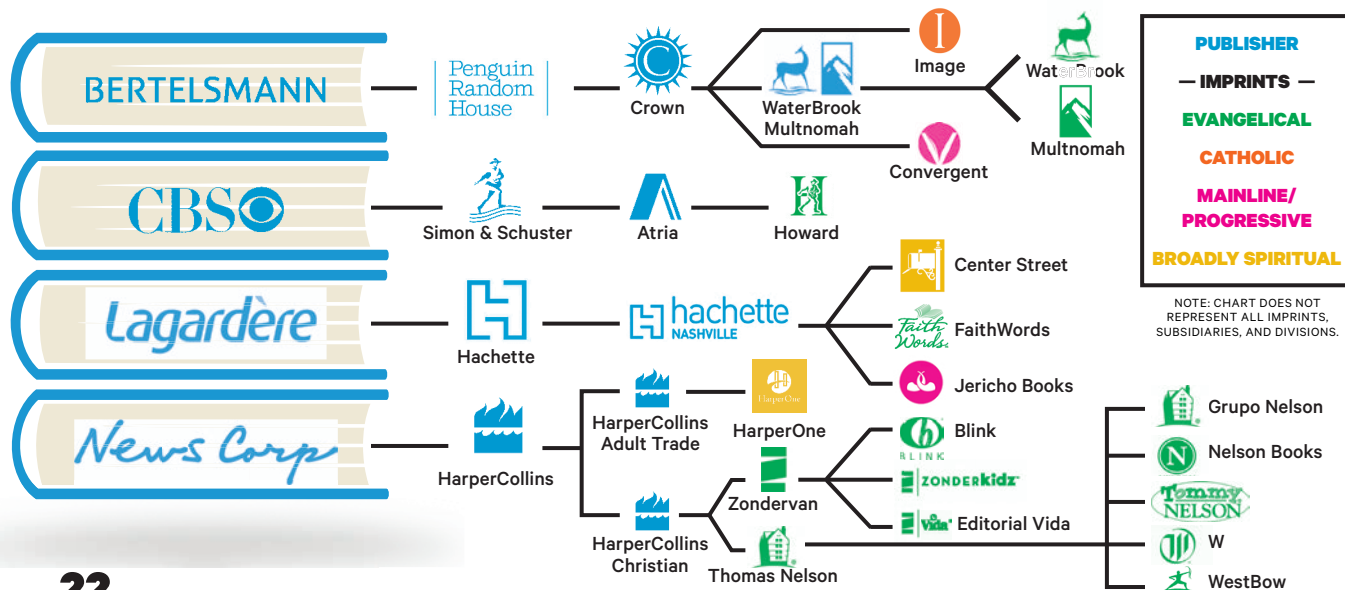 BERTELSMANN
Penguin
Random
House
C
Crown
I
Image
WaterBrook
Multnomah
WaterBrook
Multnomah
V
Convergent
PUBLISHER
— IMPRINTS —
EVANGELICAL
CATHOLIC
MAINLINE/
PROGRESSIVE
BROADLY SPIRITUAL
NOTE: CHART DOES NOT
REPRESENT ALL IMPRINTS,
SUBSIDIARIES, AND DIVISIONS.
CBS
Simon & Schuster
Atria
H
Howard
Lagardère
H
Hachette
H hachette
NASHVILLE
Center Street
Faith
Words
FaithWords
Jericho Books
News Corp
HarperCollins
HarperCollins
Adult Trade
HarperOne
HarperOne
HarperCollins
Christian
Zondervan
b
BLINK
Blink
ZONDERkidz
Vida
Editorial Vida
Thomas Nelson
Grupo Nelson
N
Nelson Books
Tommy
NELSON
W
W
WestBow
22